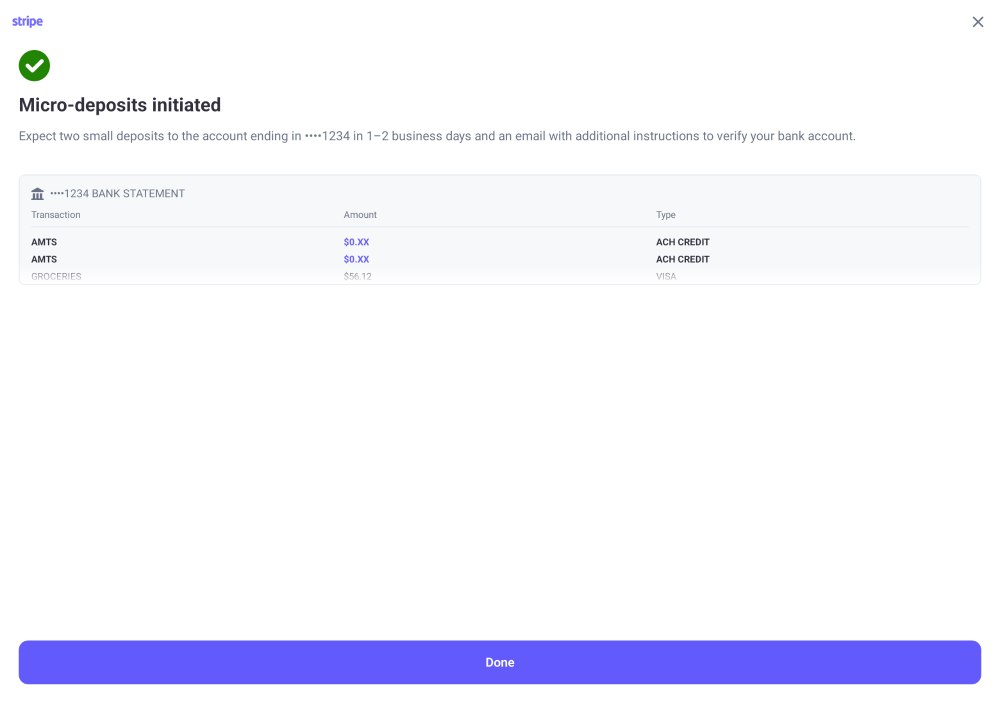 stripe
Micro-deposits initiated
Expect two small deposits to the account ending in ••••1234 in 1–2 business days and an email with additional instructions to verify your bank account.
••••1234 BANK STATEMENT
Transaction Amount Type
AMTS $0.XX ACH CREDIT
AMTS $0.XX ACH CREDIT
GROCERIES $56.12 VISA
Done